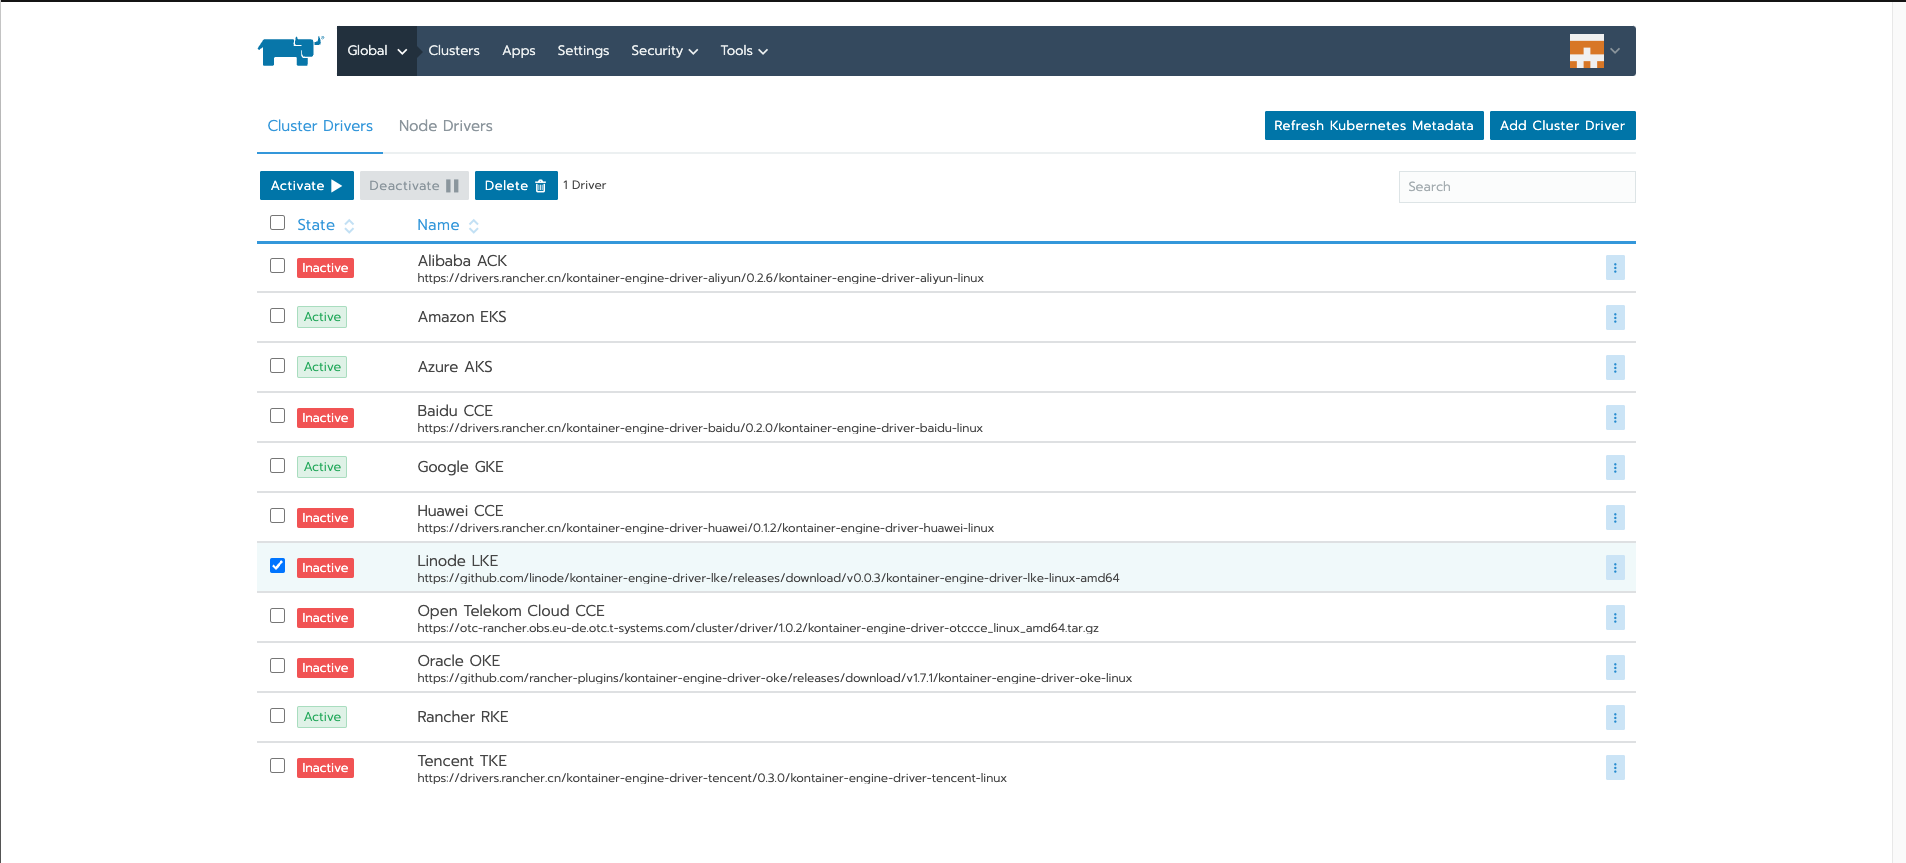 Global Clusters Apps Settings Security Tools
Cluster Drivers Node Drivers Refresh Kubernetes Metadata Add Cluster Driver
Activate Deactivate Delete 1 Driver Search
State Name
Inactive Alibaba ACK
https://drivers.rancher.cn/kontainer-engine-driver-aliyun/0.2.6/kontainer-engine-driver-aliyun-linux
Active Amazon EKS
Active Azure AKS
Inactive Baidu CCE
https://drivers.rancher.cn/kontainer-engine-driver-baidu/0.2.0/kontainer-engine-driver-baidu-linux
Active Google GKE
Inactive Huawei CCE
https://drivers.rancher.cn/kontainer-engine-driver-huawei/0.1.2/kontainer-engine-driver-huawei-linux
Inactive Linode LKE
https://github.com/linode/kontainer-engine-driver-lke/releases/download/v0.0.3/kontainer-engine-driver-lke-linux-amd64
Inactive Open Telekom Cloud CCE
https://otc-rancher.obs.eu-de.otc.t-systems.com/cluster/driver/1.0.2/kontainer-engine-driver-otccce_linux_amd64.tar.gz
Inactive Oracle OKE
https://github.com/rancher-plugins/kontainer-engine-driver-oke/releases/download/v1.7.1/kontainer-engine-driver-oke-linux
Active Rancher RKE
Inactive Tencent TKE
https://drivers.rancher.cn/kontainer-engine-driver-tencent/0.3.0/kontainer-engine-driver-tencent-linux